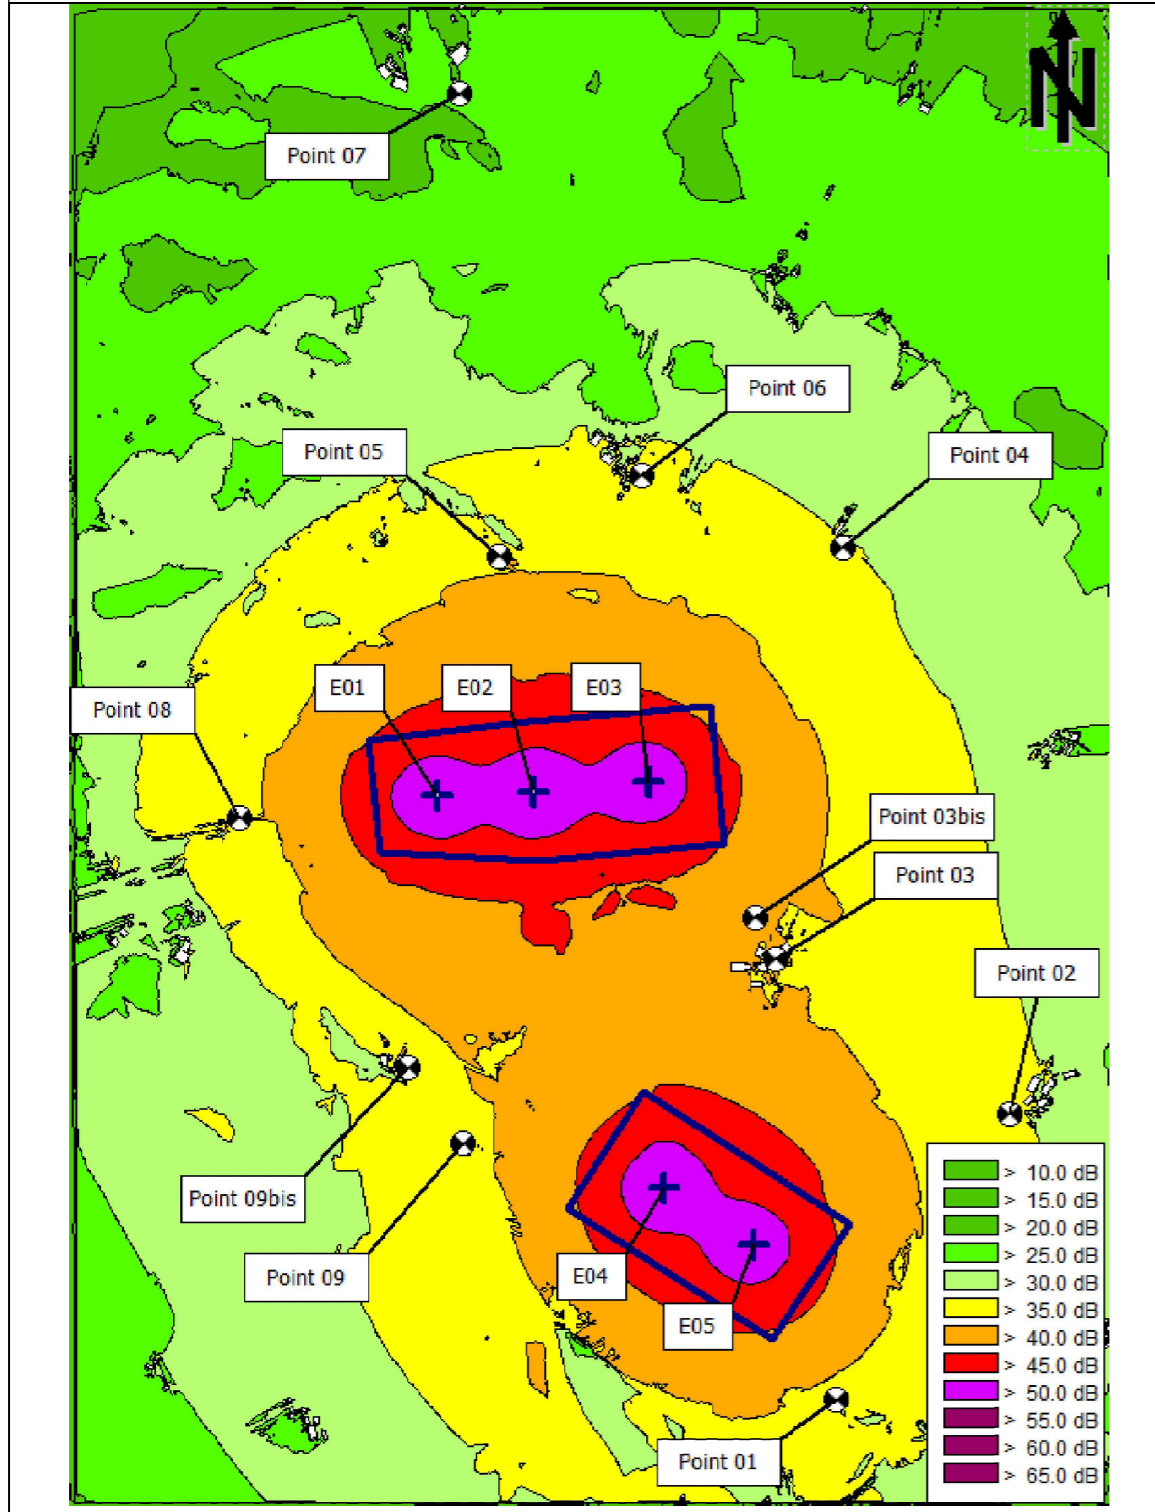 N
Point 07
Point 06
Point 05
Point 04
E01
E02
E03
Point 08
Point 03bis
Point 03
Point 02
Point 09bis
Point 09
E04
E05
Point 01
> 10.0 dB
> 15.0 dB
> 20.0 dB
> 25.0 dB
> 30.0 dB
> 35.0 dB
> 40.0 dB
> 45.0 dB
> 50.0 dB
> 55.0 dB
> 60.0 dB
> 65.0 dB